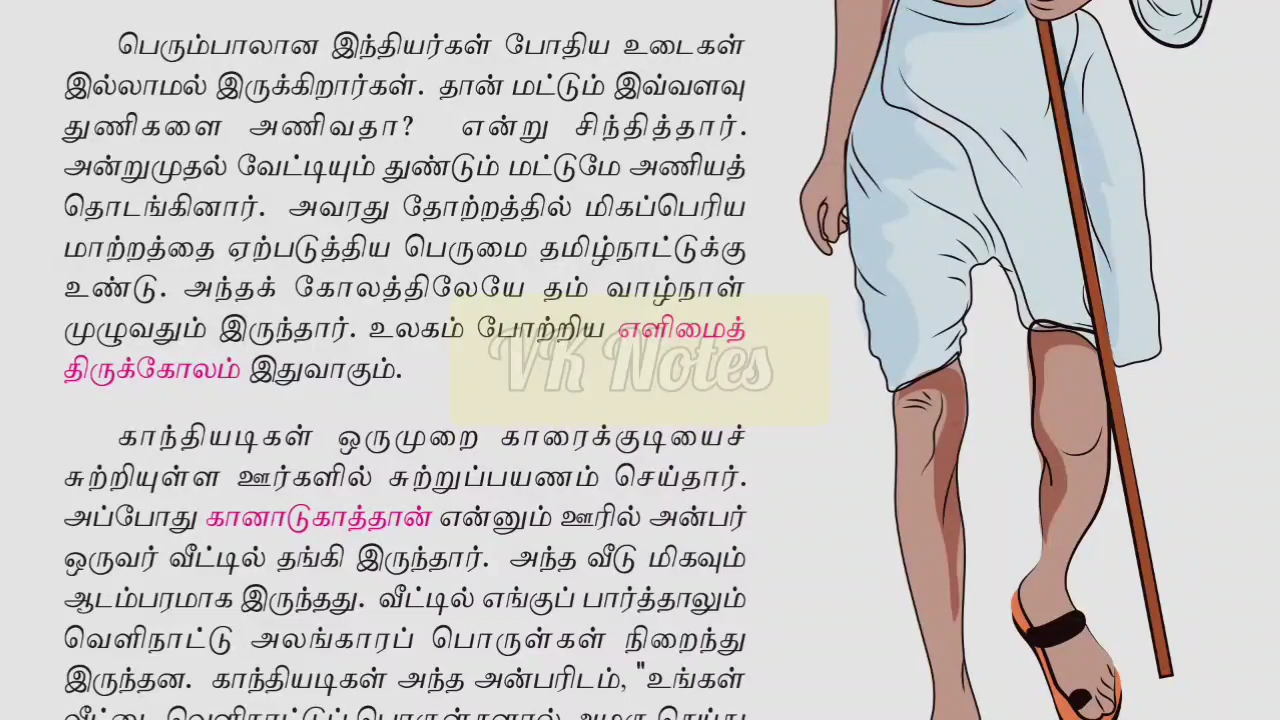 பெரும்பாலான இந்தியர்கள் போதிய உடைகள்
இல்லாமல் இருக்கிறார்கள். தான் மட்டும் இவ்வளவு
துணிகளை அணிவதா? என்று சிந்தித்தார்.
அன்றுமுதல் வேட்டியும் துண்டும் மட்டுமே அணியத்
தொடங்கினார். அவரது தோற்றத்தில் மிகப்பெரிய
மாற்றத்தை ஏற்படுத்திய பெருமை தமிழ்நாட்டுக்கு
உண்டு. அந்தக் கோலத்திலேயே தம் வாழ்நாள்
முழுவதும் இருந்தார். உலகம் போற்றிய எளிமைத்
திருக்கோலம் இதுவாகும்.
VK Notes
காந்தியடிகள் ஒருமுறை காரைக்குடியைச்
சுற்றியுள்ள ஊர்களில் சுற்றுப்பயணம் செய்தார்.
அப்போது கானாடுகாத்தான் என்னும் ஊரில் அன்பர்
ஒருவர் வீட்டில் தங்கி இருந்தார். அந்த வீடு மிகவும்
ஆடம்பரமாக இருந்தது. வீட்டில் எங்குப் பார்த்தாலும்
வெளிநாட்டு அலங்காரப் பொருள்கள் நிறைந்து
இருந்தன. காந்தியடிகள் அந்த அன்பரிடம், "உங்கள்
வீட்டை வெளிநாட்டுப் பொருள்களால் அழகு செய்து